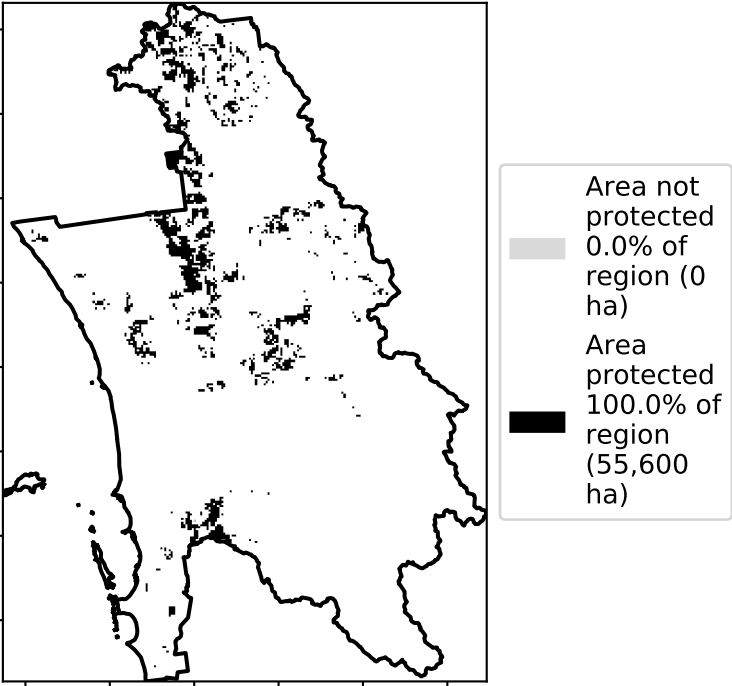 Area not
protected
0.0% of
region (0
ha)
Area
protected
100.0% of
region
(55,600
ha)